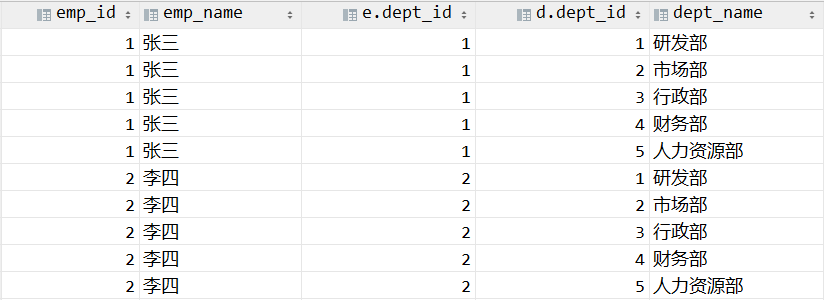 emp_id emp_name e.dept_id d.dept_id dept_name
1 张三 1 1 研发部
1 张三 1 2 市场部
1 张三 1 3 行政部
1 张三 1 4 财务部
1 张三 1 5 人力资源部
2 李四 2 1 研发部
2 李四 2 2 市场部
2 李四 2 3 行政部
2 李四 2 4 财务部
2 李四 2 5 人力资源部